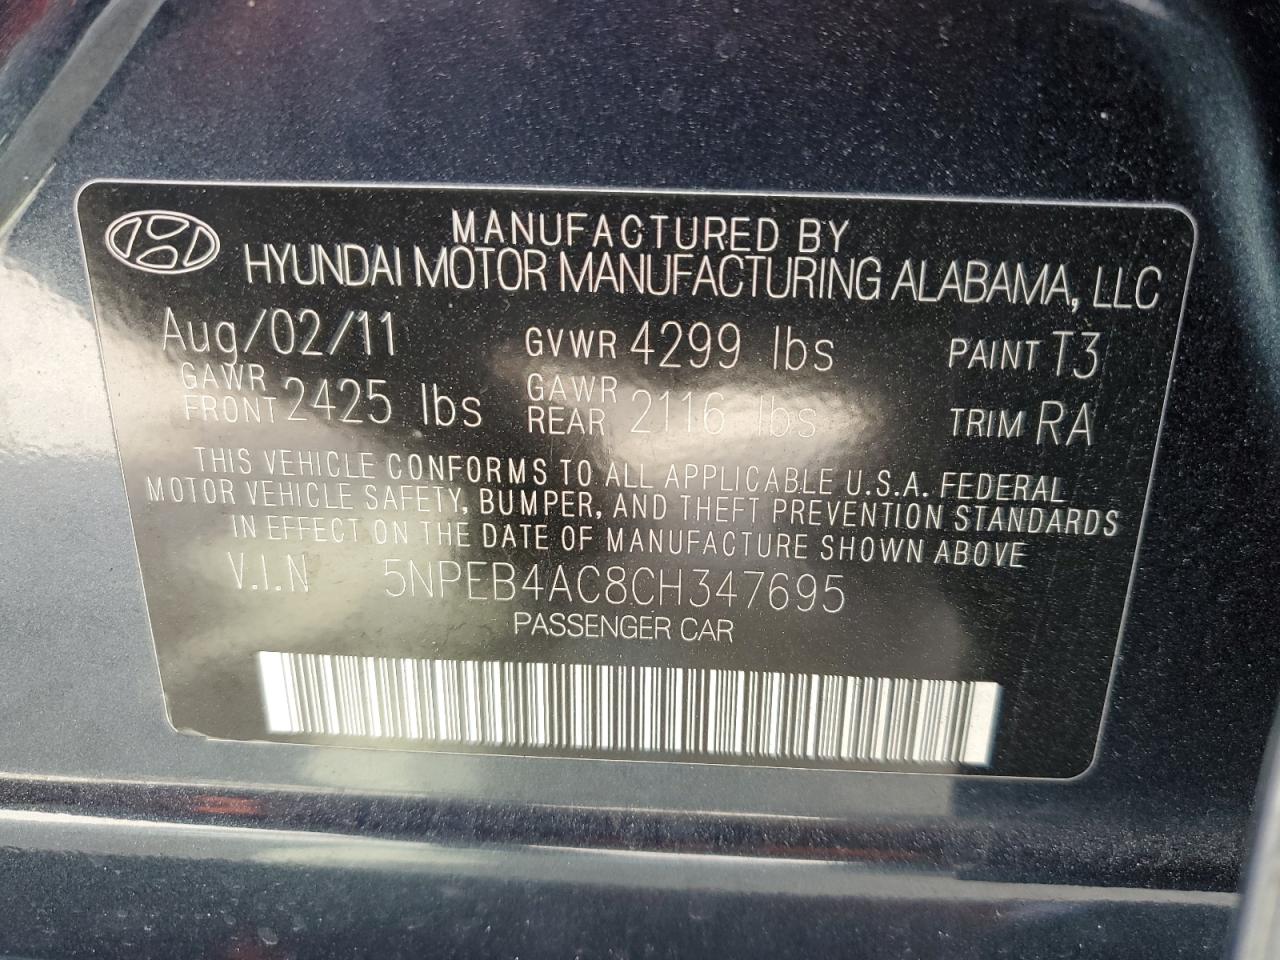 MANUFACTURED BY
HYUNDAI MOTOR MANUFACTURING ALABAMA, LLC
Aug/02/11 GVWR 4299 lbs PAINT T3
GAWR FRONT 2425 lbs GAWR REAR 2116 lbs TRIM RA
THIS VEHICLE CONFORMS TO ALL APPLICABLE U.S.A. FEDERAL
MOTOR VEHICLE SAFETY, BUMPER, AND THEFT PREVENTION STANDARDS
IN EFFECT ON THE DATE OF MANUFACTURE SHOWN ABOVE
V.I.N 5NPEB4AC8CH347695
PASSENGER CAR